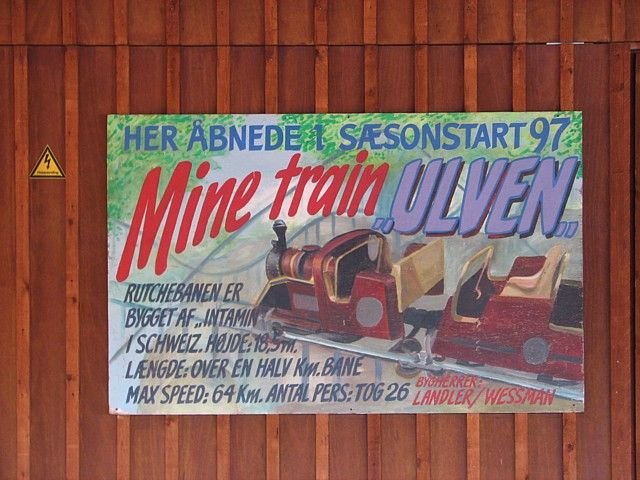 HER ÅBNEDE I SÆSONSTART 97
Mine train „ULVEN„
RUTCHEBANEN ER
BYGGET AF „INTAMIN
I SCHWEIZ. HØJDE: 18,5m.
LÆNGDE: OVER EN HALV Km. BANE
MAX SPEED: 64 Km. ANTAL PERS: TOG 26
BYGHERRER:
LANDLER/WESSMAN